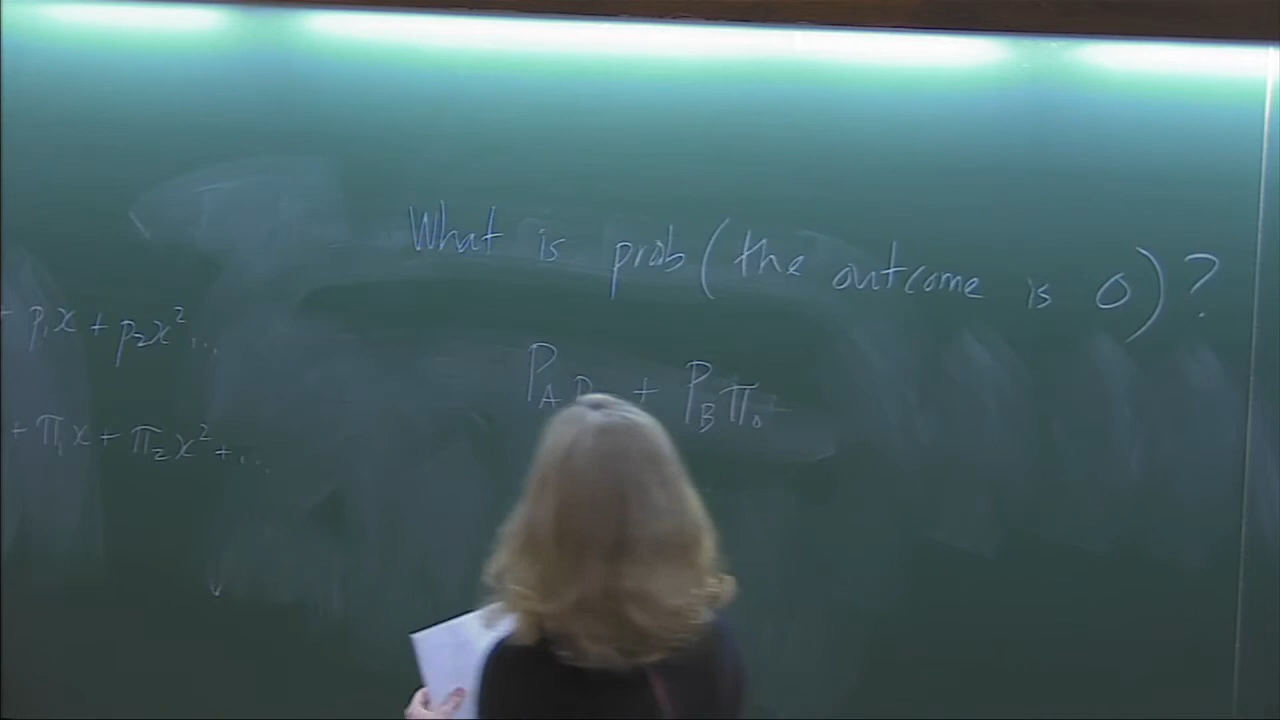 What is prob(the outcome is 0)?
+ p₁x + p₂x² ...
P_A + P_B π₀
+ π₁x + π₂x² + ...